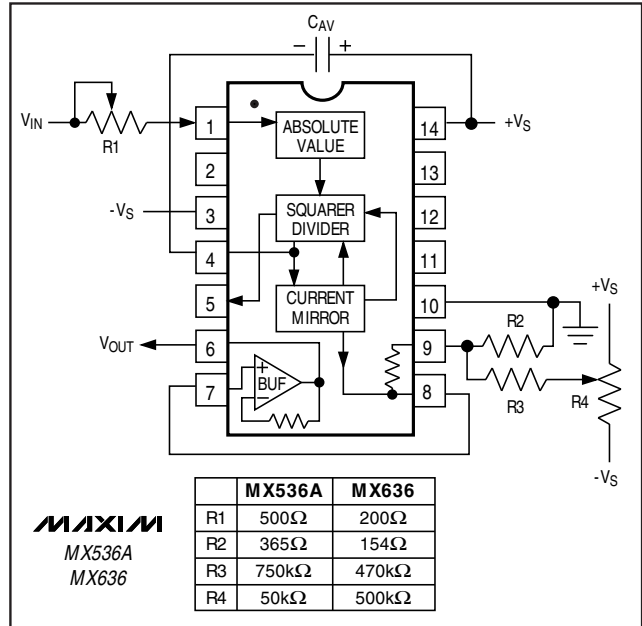 CAV
− +
VIN
R1
1
2
3
4
5
6
7
14
13
12
11
10
9
8
ABSOLUTE
VALUE
SQUARER
DIVIDER
CURRENT
MIRROR
+
BUF
−
-VS
VOUT
+VS
R2
R3
R4
+VS
-VS
MAXIM
MX536A
MX636
MX536A MX636
R1 500Ω 200Ω
R2 365Ω 154Ω
R3 750kΩ 470kΩ
R4 50kΩ 500kΩ